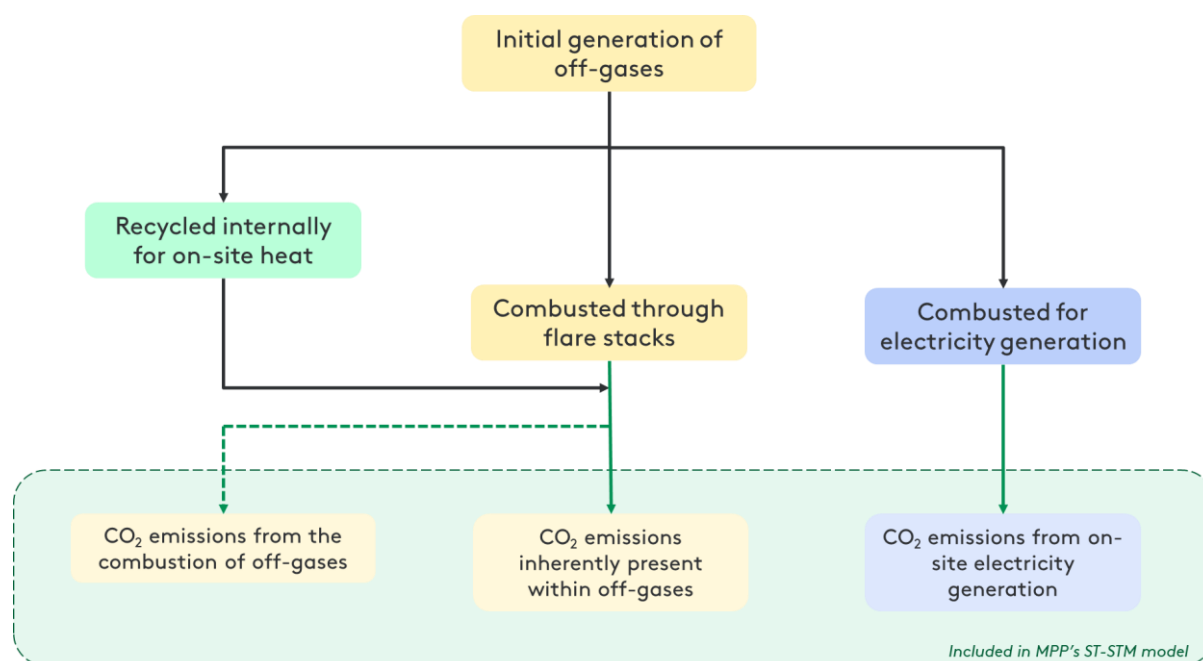 Initial generation of
off-gases
Recycled internally
for on-site heat
Combusted through
flare stacks
Combusted for
electricity generation
CO₂ emissions from the
combustion of off-gases
CO₂ emissions
inherently present
within off-gases
CO₂ emissions from on-
site electricity
generation
Included in MPP's ST-STM model